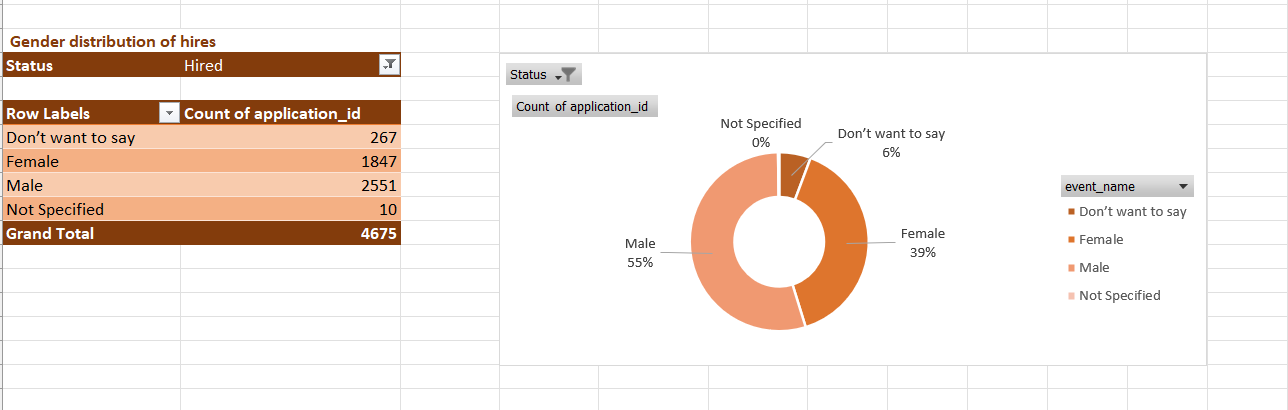 Gender distribution of hires
Status Hired
Row Labels Count of application_id
Don’t want to say 267
Female 1847
Male 2551
Not Specified 10
Grand Total 4675
Status
Count of application_id
Not Specified
0%
Don’t want to say
6%
Female
39%
Male
55%
event_name
Don’t want to say
Female
Male
Not Specified